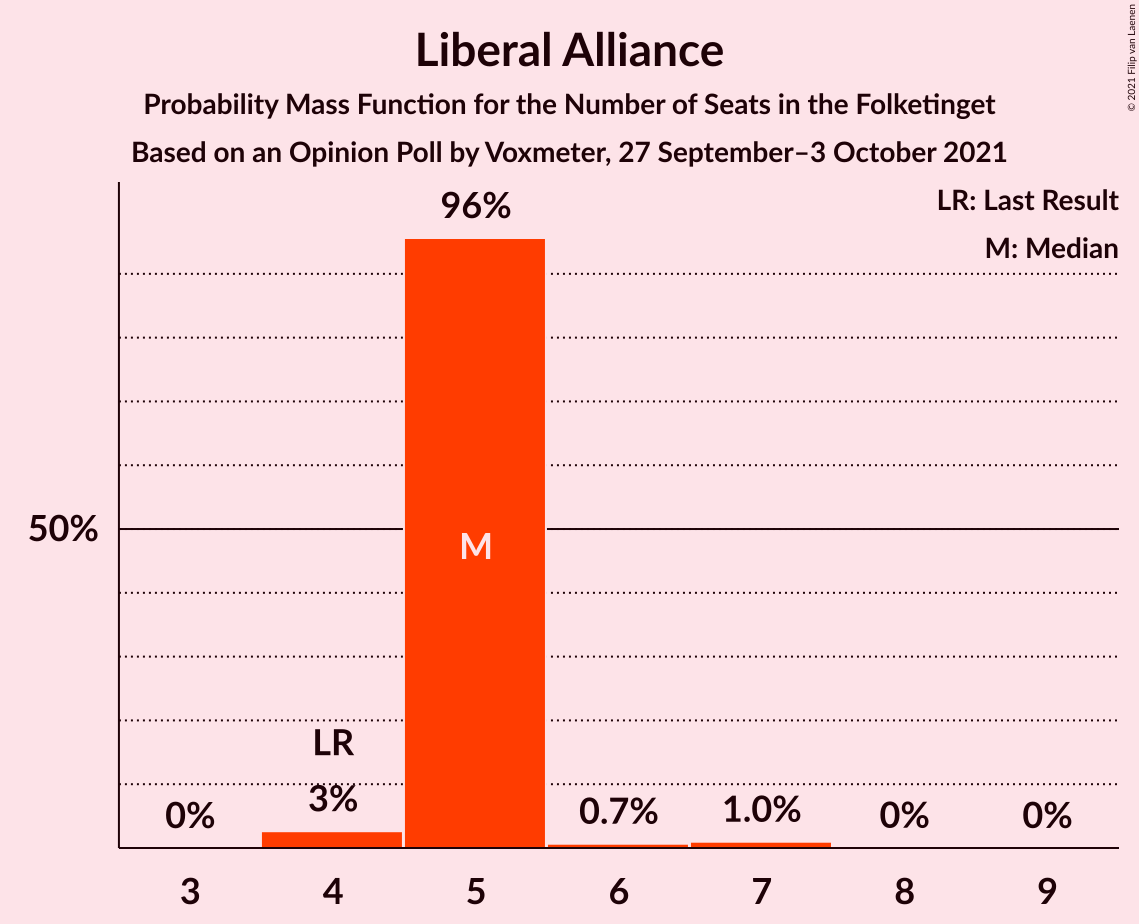 Liberal Alliance
Probability Mass Function for the Number of Seats in the Folketinget
Based on an Opinion Poll by Voxmeter, 27 September–3 October 2021
© 2021 Filip van Laenen
LR: Last Result
M: Median
96%
50%
M
LR
0%
3%
0.7%
1.0%
0%
0%
3
4
5
6
7
8
9